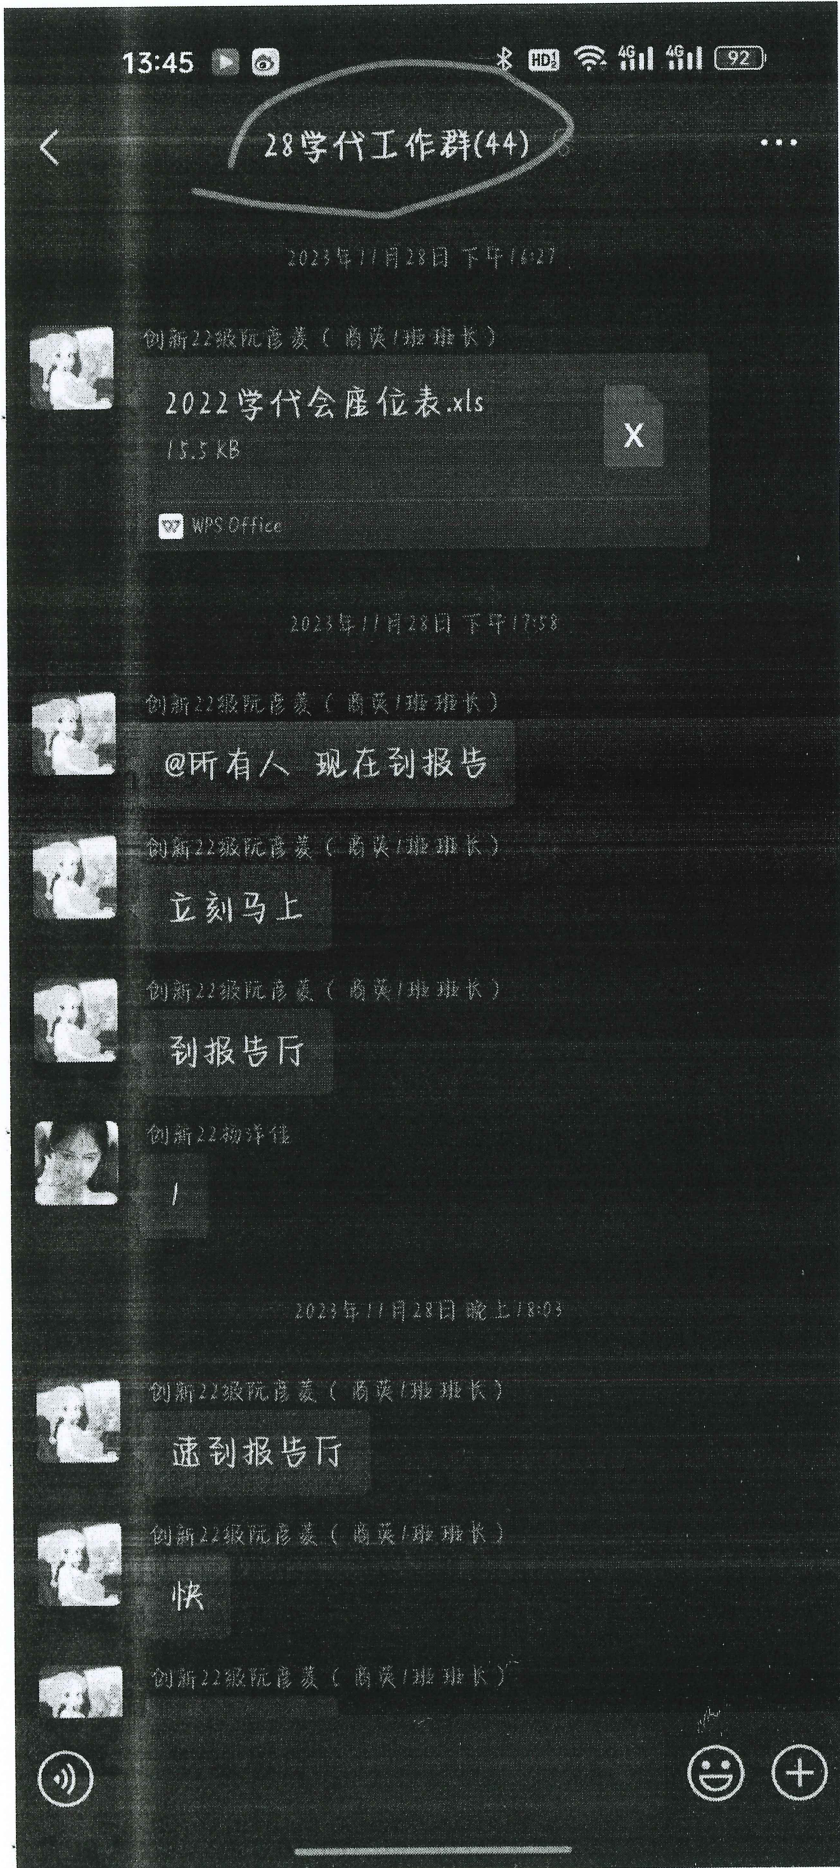 13:45 HD 4G 4G 92
28学代工作群(44)
2023年11月28日 下午16:27
创新22级阮彦菱（商英1班班长）
2022学代会座位表.xls
15.5 KB
X
WPS Office
2023年11月28日 下午17:58
创新22级阮彦菱（商英1班班长）
@所有人 现在到报告
创新22级阮彦菱（商英1班班长）
立刻马上
创新22级阮彦菱（商英1班班长）
到报告厅
创新22杨洋佳
1
2023年11月28日 晚上18:03
创新22级阮彦菱（商英1班班长）
速到报告厅
创新22级阮彦菱（商英1班班长）
快
创新22级阮彦菱（商英1班班长）